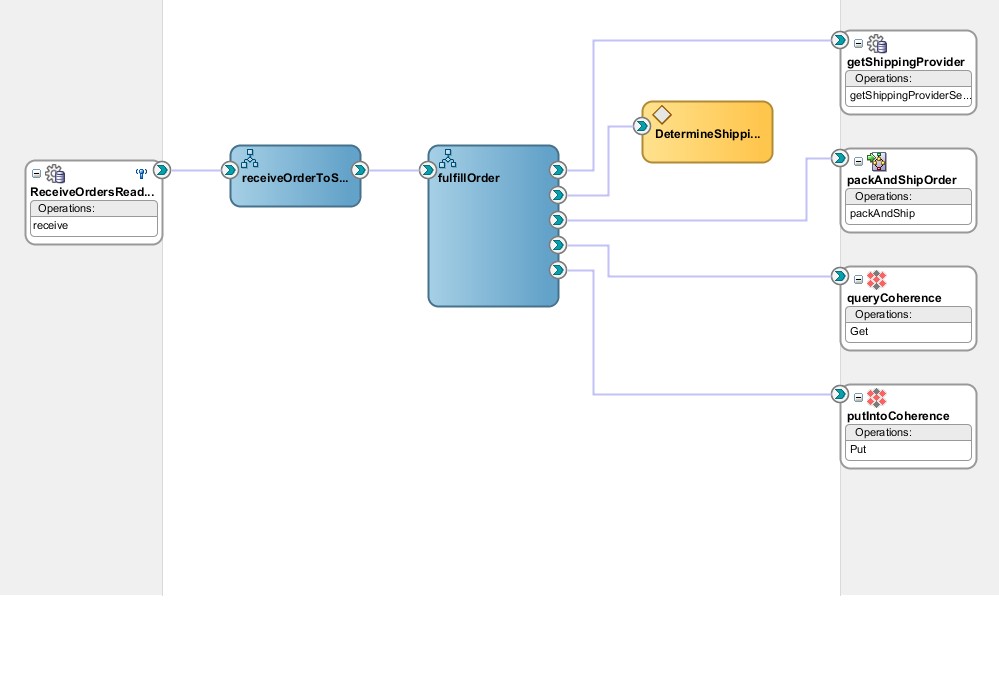 ReceiveOrdersRead...
Operations:
receive
receiveOrderToS...
fulfillOrder
DetermineShippi...
getShippingProvider
Operations:
getShippingProviderSe...
packAndShipOrder
Operations:
packAndShip
queryCoherence
Operations:
Get
putIntoCoherence
Operations:
Put